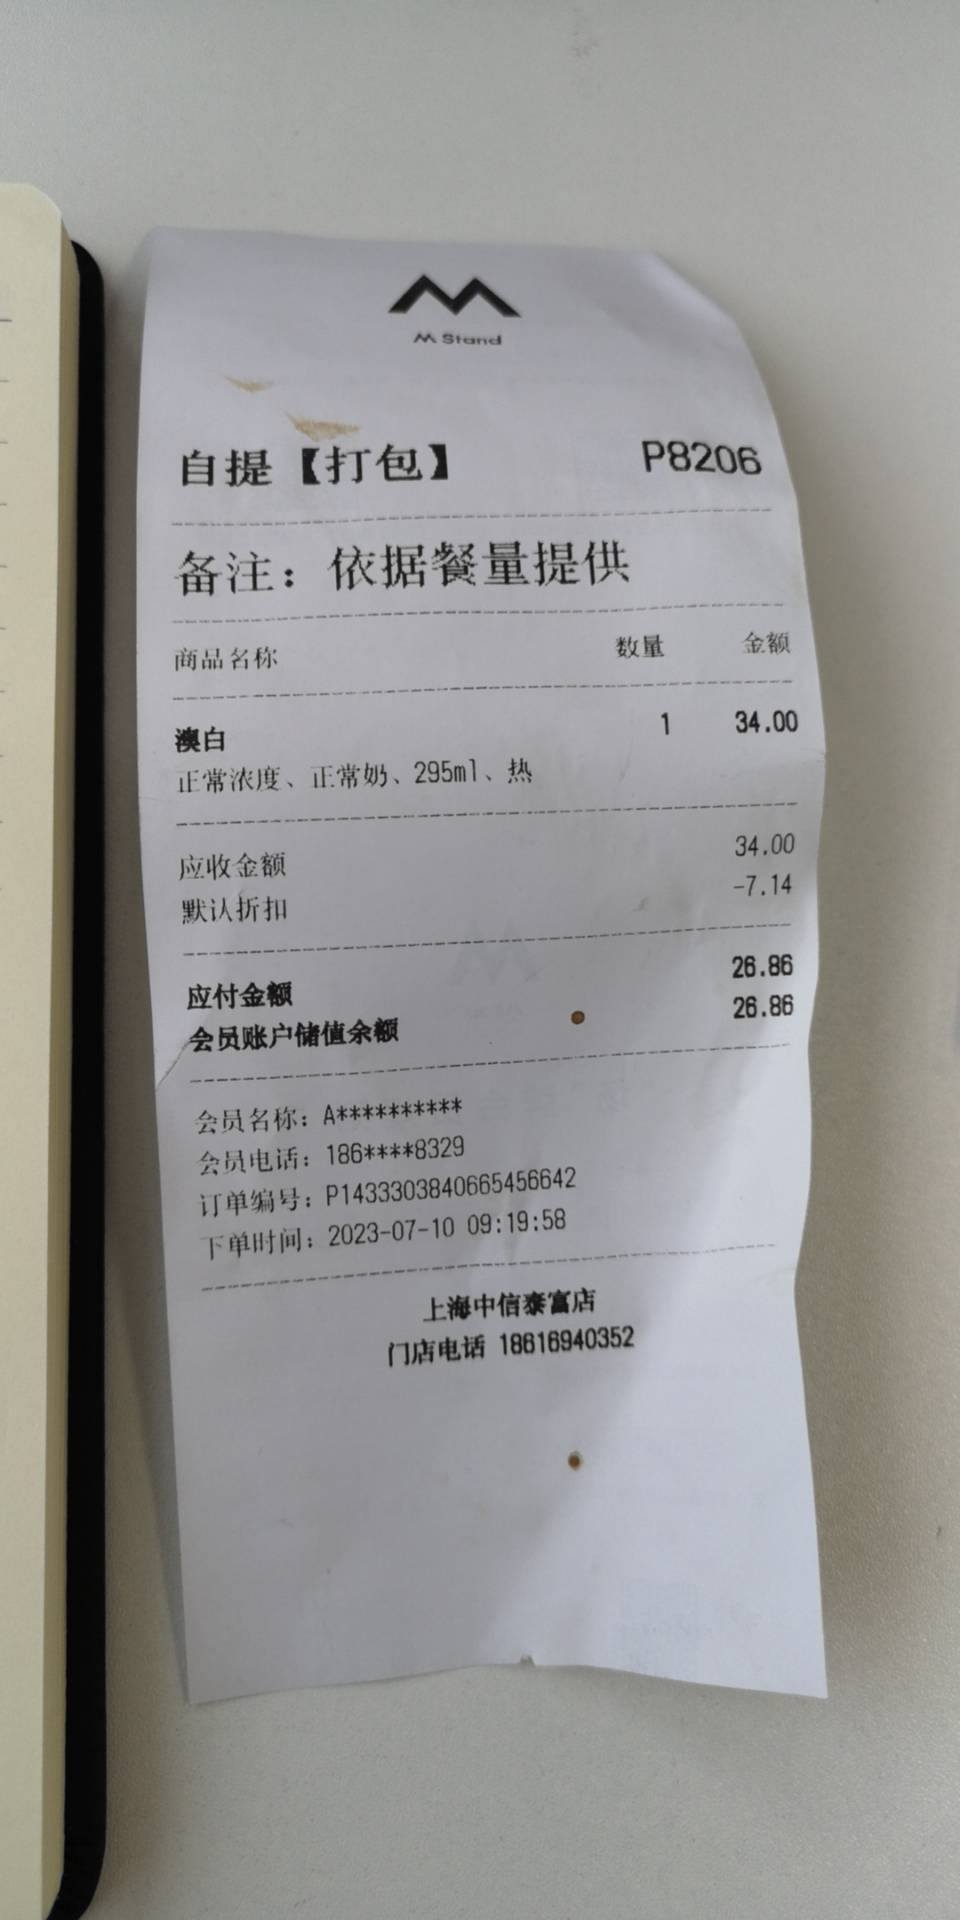 M Stand
自提【打包】 P8206
备注：依据餐量提供
商品名称 数量 金额
澳白 1 34.00
正常浓度、正常奶、295ml、热
应收金额 34.00
默认折扣 -7.14
应付金额 26.86
会员账户储值余额 26.86
会员名称：A**********
会员电话：186****8329
订单编号：P1433303840665456642
下单时间：2023-07-10 09:19:58
上海中信泰富店
门店电话 18616940352